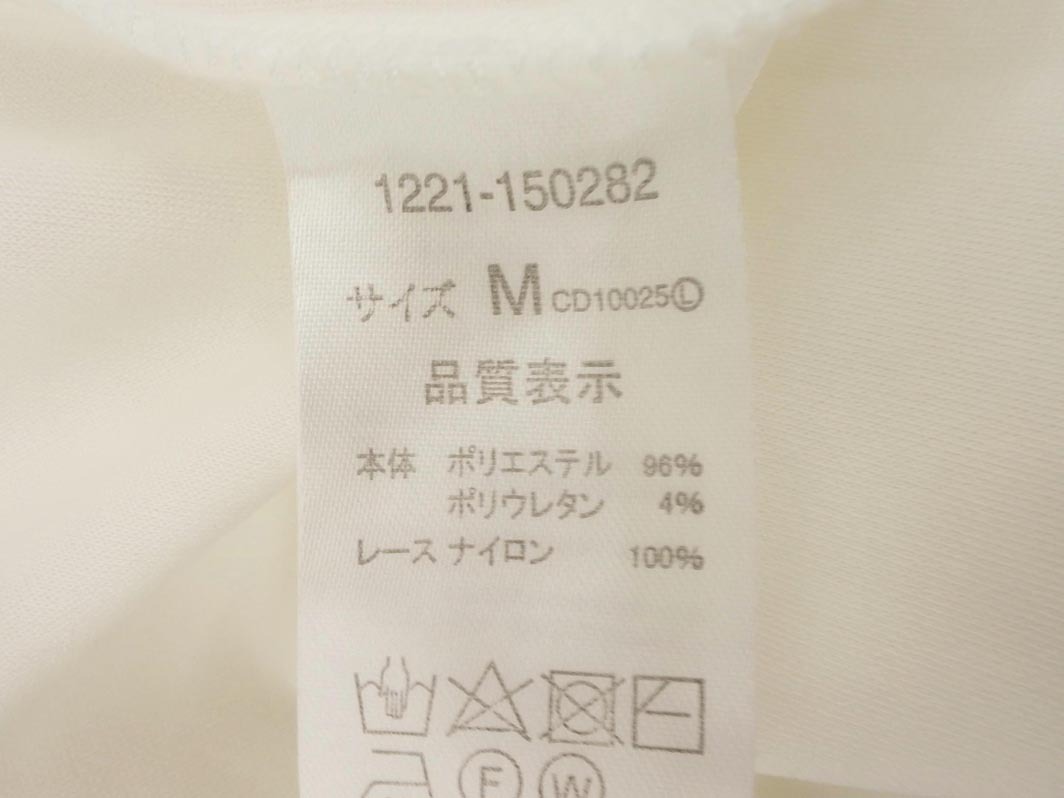 1221-150282
サイズ M CD10025Ⓛ
品質表示
本体 ポリエステル 96%
ポリウレタン 4%
レース ナイロン 100%
Ⓕ Ⓦ